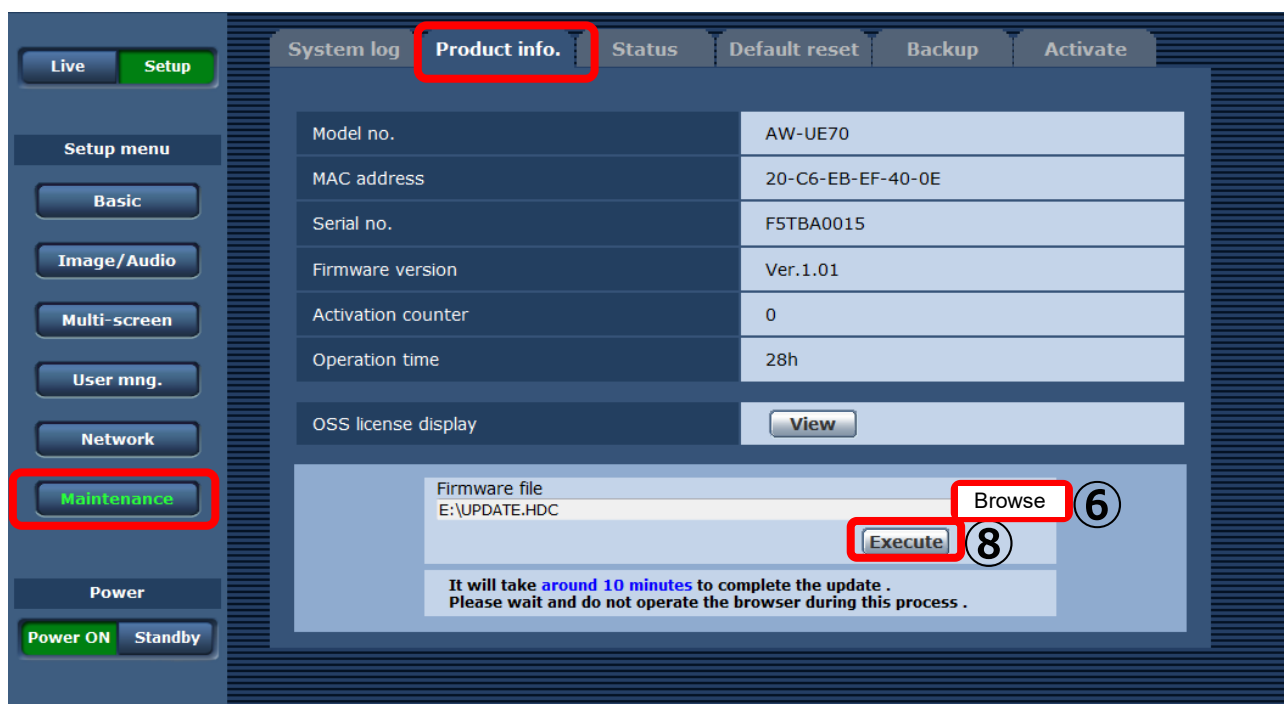 Live Setup
Setup menu
Basic
Image/Audio
Multi-screen
User mng.
Network
Maintenance
Power
Power ON Standby
System log Product info. Status Default reset Backup Activate
Model no. AW-UE70
MAC address 20-C6-EB-EF-40-0E
Serial no. F5TBA0015
Firmware version Ver.1.01
Activation counter 0
Operation time 28h
OSS license display View
Firmware file
E:\UPDATE.HDC Browse ⑥
Execute ⑧
It will take around 10 minutes to complete the update .
Please wait and do not operate the browser during this process .